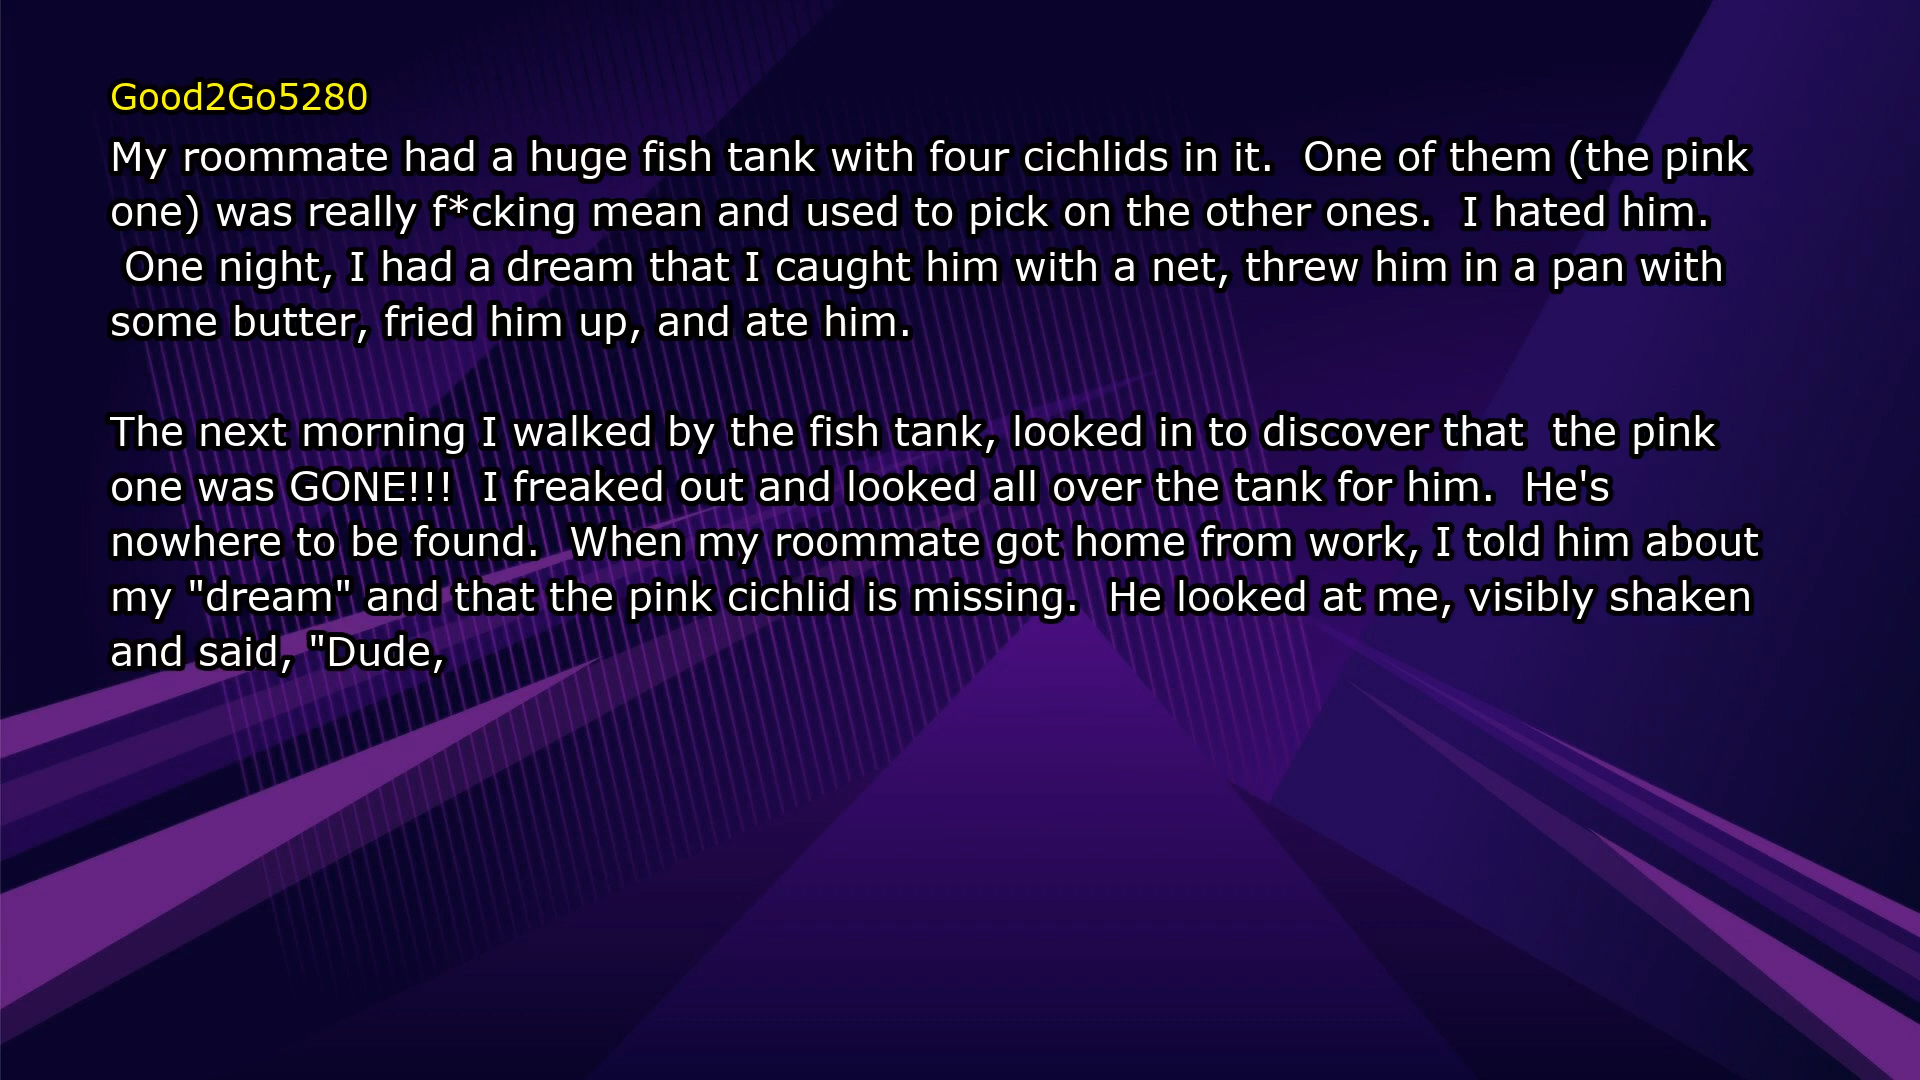 Good2Go5280
My roommate had a huge fish tank with four cichlids in it.  One of them (the pink
one) was really f*cking mean and used to pick on the other ones.  I hated him.
 One night, I had a dream that I caught him with a net, threw him in a pan with
some butter, fried him up, and ate him.
The next morning I walked by the fish tank, looked in to discover that  the pink
one was GONE!!!  I freaked out and looked all over the tank for him.  He's
nowhere to be found.  When my roommate got home from work, I told him about
my "dream" and that the pink cichlid is missing.  He looked at me, visibly shaken
and said, "Dude,